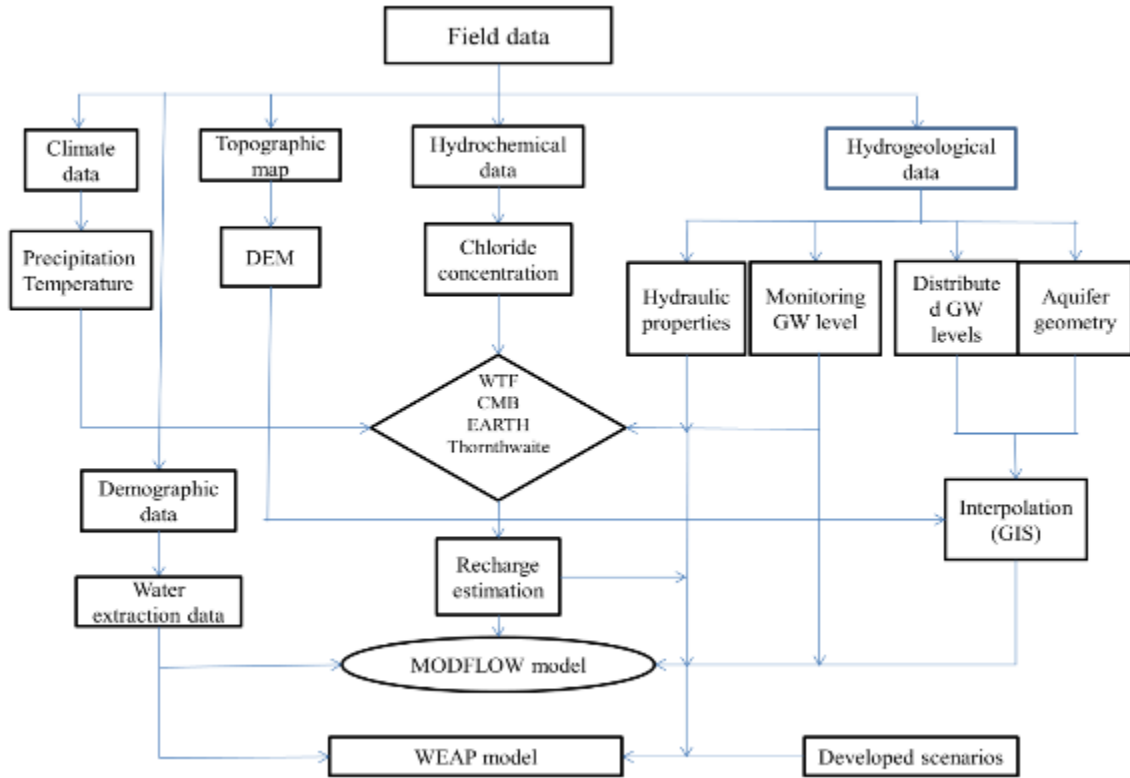 Field data
Climate
data
Topographic
map
Hydrochemical
data
Hydrogeological
data
Precipitation
Temperature
DEM
Chloride
concentration
Hydraulic
properties
Monitoring
GW level
Distribute
d GW
levels
Aquifer
geometry
WTF
CMB
EARTH
Thornthwaite
Demographic
data
Interpolation
(GIS)
Recharge
estimation
Water
extraction data
MODFLOW model
WEAP model
Developed scenarios